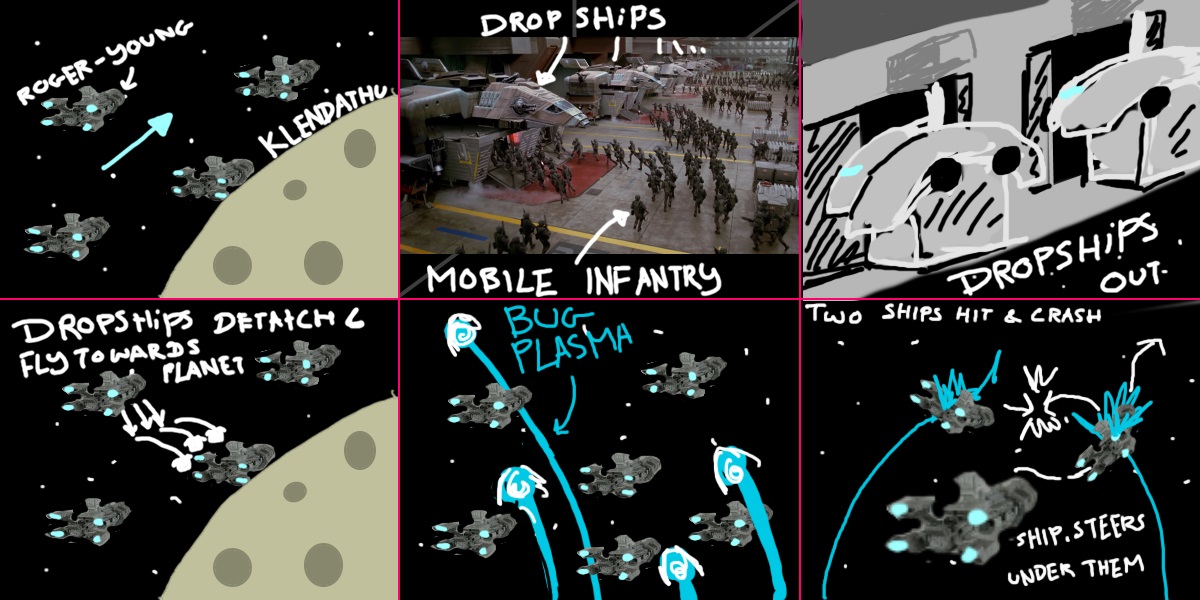 ROGER-YOUNG
KLENDATHU
DROP SHIPS
MOBILE INFANTRY
DROPSHIPS
OUT-
DROPSHIPS DETATCH &
FLY TOWARDS
PLANET
BUG
PLASMA
TWO SHIPS HIT & CRASH
SHIP.STEERS
UNDER THEM